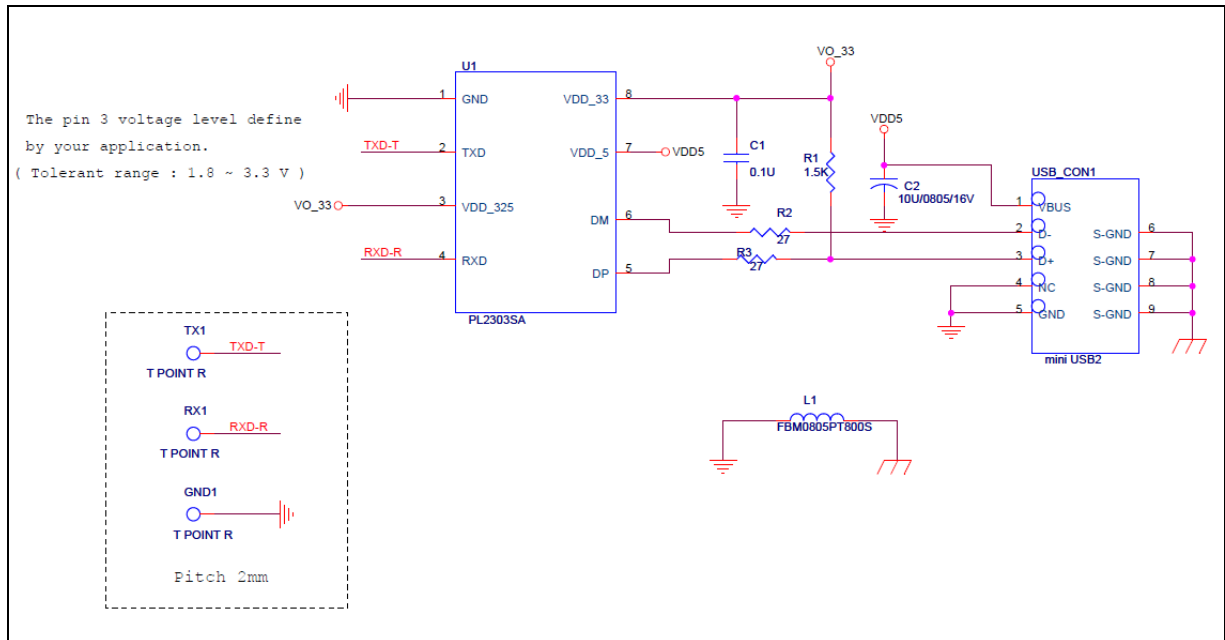 VO_33
U1
1 GND VDD_33 8
The pin 3 voltage level define
by your application.
( Tolerant range : 1.8 ~ 3.3 V )
TXD-T 2 TXD VDD_5 7 VDD5
VO_33 3 VDD_325
DM 6
RXD-R 4 RXD
DP 5
PL2303SA
C1
0.1U
R1
1.5K
VDD5
C2
10U/0805/16V
R2
27
R3
27
USB_CON1
1 VBUS
2 D- S-GND 6
3 D+ S-GND 7
4 NC S-GND 8
5 GND S-GND 9
mini USB2
TX1
TXD-T
T POINT R
RX1
RXD-R
T POINT R
GND1
T POINT R
Pitch 2mm
L1
FBM0805PT800S